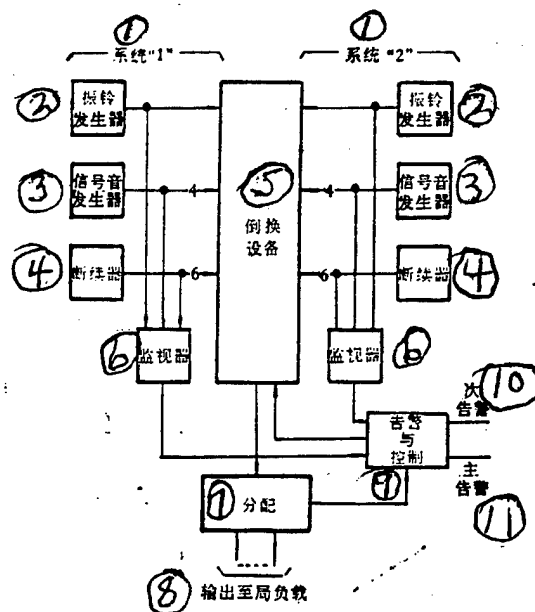 ① ①
系统“1” 系统“2”
② 振铃 振铃 ②
发生器 发生器
③ 信号音 4 ⑤ 4 信号音 ③
发生器 发生器
倒换
设备
④ 断续器 6 6 断续器 ④
⑥ 监视器 监视器 ⑥
⑩
次
告警
告警
与
控制
主
告警
⑨
⑪
⑦ 分配
⑧ 输出至局负载